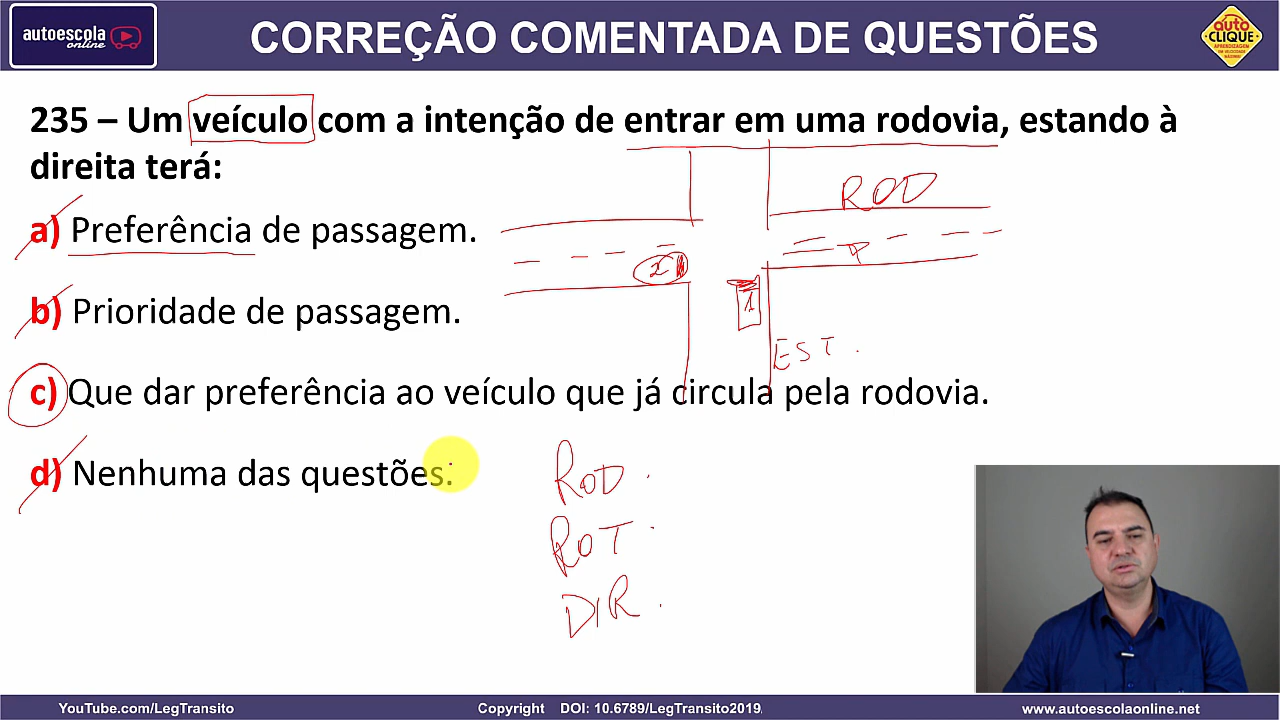 autoescola
online
CORREÇÃO COMENTADA DE QUESTÕES
auto
CLIQUE
235 – Um veículo com a intenção de entrar em uma rodovia, estando à
direita terá:
ROD
a) Preferência de passagem.
2
1
b) Prioridade de passagem.
EST.
c) Que dar preferência ao veículo que já circula pela rodovia.
d) Nenhuma das questões.
ROD.
ROT.
DIR.
YouTube.com/LegTransito
Copyright DOI: 10.6789/LegTransito2019
www.autoescolaonline.net